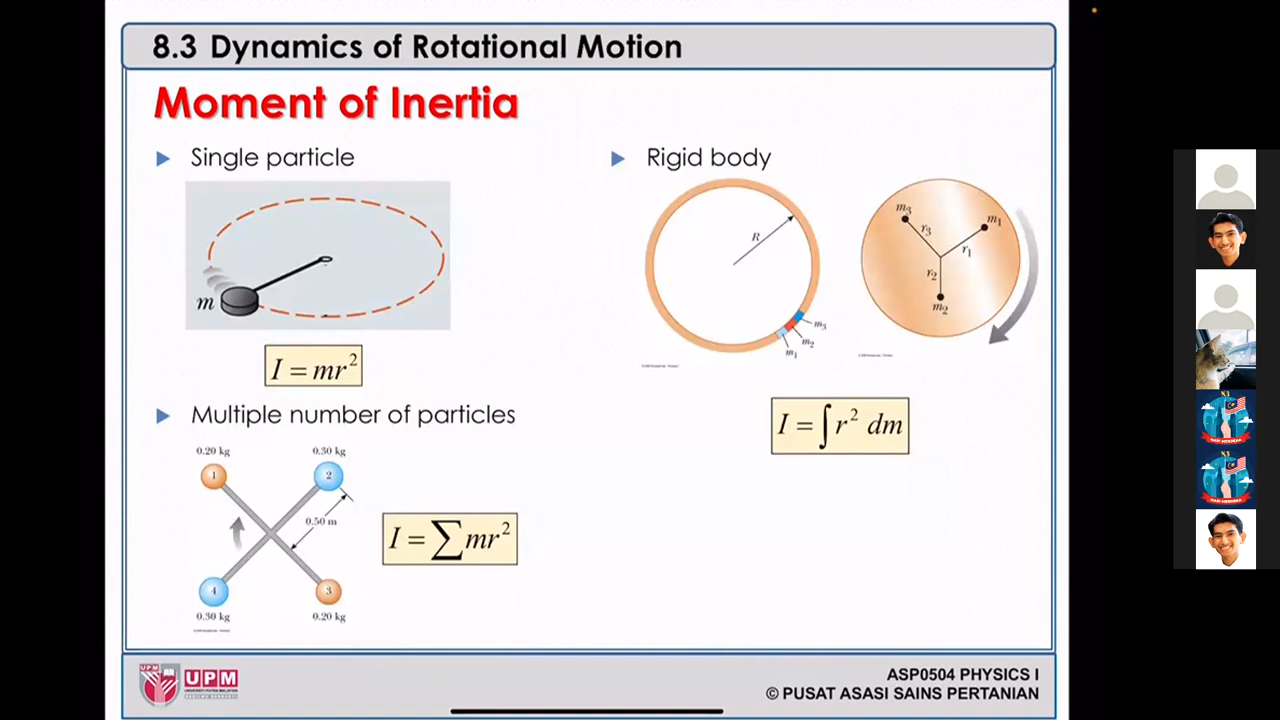 8.3 Dynamics of Rotational Motion
Moment of Inertia
Single particle
m
I = mr²
Multiple number of particles
0.20 kg
0.30 kg
1
2
0.50 m
4
3
0.30 kg
0.20 kg
I = ∑mr²
Rigid body
R
m₃
m₂
m₁
m₃
m₁
r₃
r₁
r₂
m₂
I = ∫r² dm
UPM
UPM
ASP0504 PHYSICS I
© PUSAT ASASI SAINS PERTANIAN